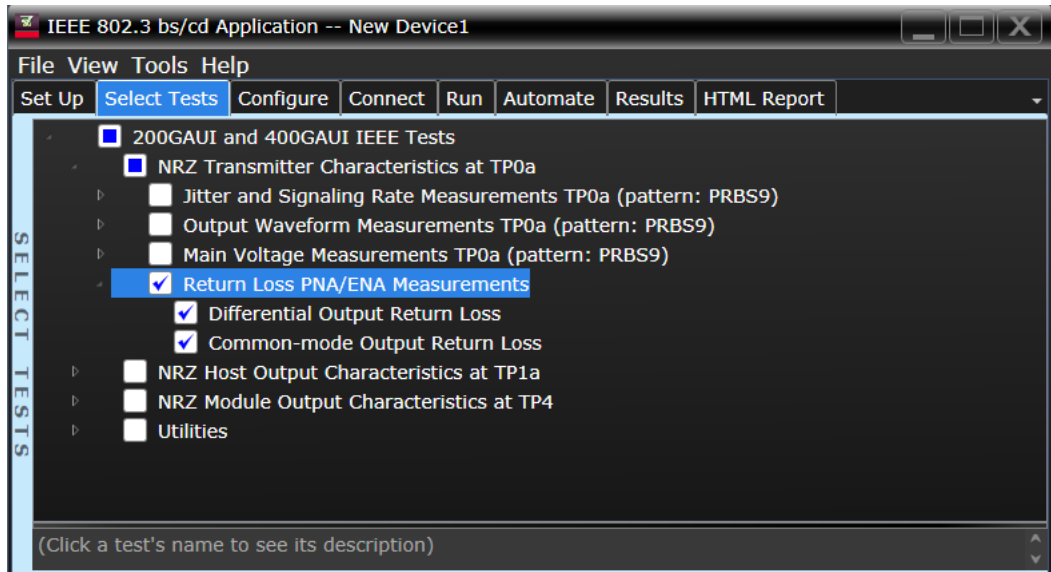 IEEE 802.3 bs/cd Application -- New Device1
File View Tools Help
Set Up Select Tests Configure Connect Run Automate Results HTML Report
SELECT TESTS
200GAUI and 400GAUI IEEE Tests
NRZ Transmitter Characteristics at TP0a
Jitter and Signaling Rate Measurements TP0a (pattern: PRBS9)
Output Waveform Measurements TP0a (pattern: PRBS9)
Main Voltage Measurements TP0a (pattern: PRBS9)
Return Loss PNA/ENA Measurements
Differential Output Return Loss
Common-mode Output Return Loss
NRZ Host Output Characteristics at TP1a
NRZ Module Output Characteristics at TP4
Utilities
(Click a test's name to see its description)